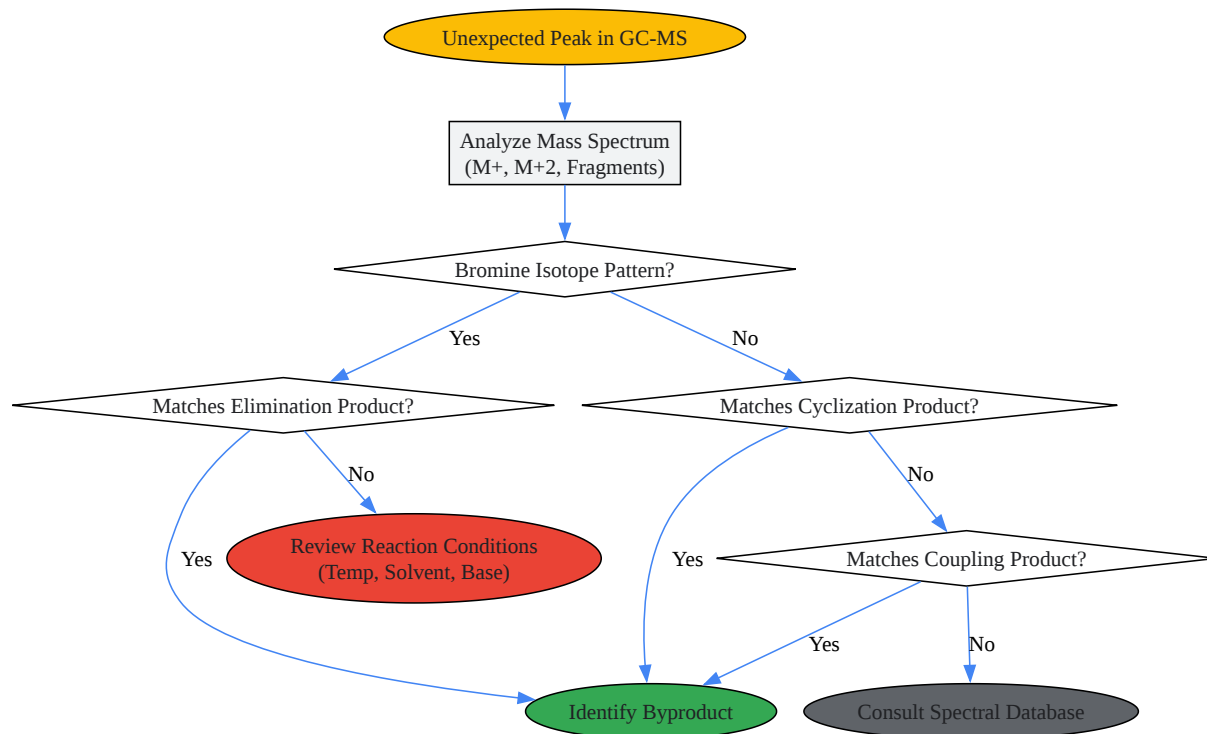 Unexpected Peak in GC-MS
Analyze Mass Spectrum
(M+, M+2, Fragments)
Bromine Isotope Pattern?
Yes
No
Matches Elimination Product?
Matches Cyclization Product?
No
No
Review Reaction Conditions
(Temp, Solvent, Base)
Yes
Yes
Matches Coupling Product?
Yes
No
Identify Byproduct
Consult Spectral Database